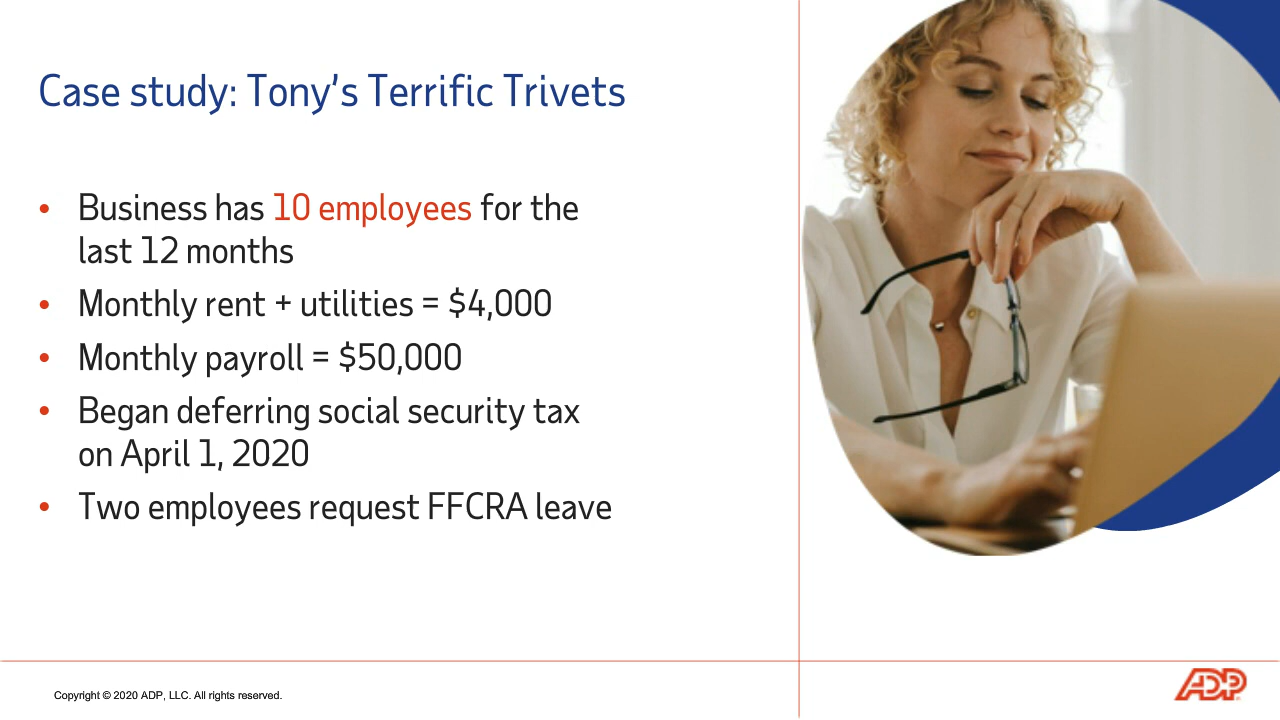 Case study: Tony’s Terrific Trivets
• Business has 10 employees for the
last 12 months
• Monthly rent + utilities = $4,000
• Monthly payroll = $50,000
• Began deferring social security tax
on April 1, 2020
• Two employees request FFCRA leave
Copyright © 2020 ADP, LLC. All rights reserved.
ADP